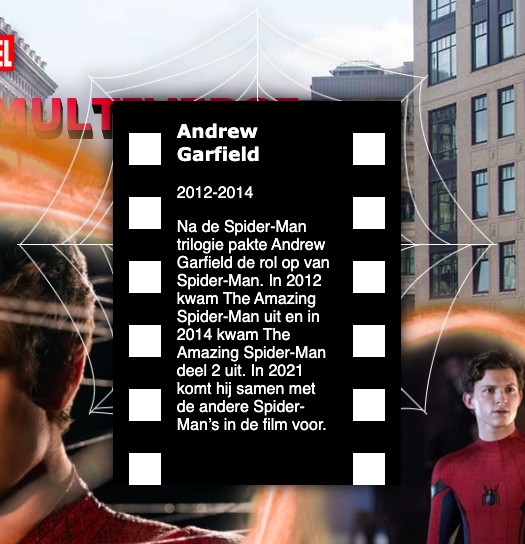 EL
MULTIVERSE
Andrew
Garfield
2012-2014
Na de Spider-Man
trilogie pakte Andrew
Garfield de rol op van
Spider-Man. In 2012
kwam The Amazing
Spider-Man uit en in
2014 kwam The
Amazing Spider-Man
deel 2 uit. In 2021
komt hij samen met
de andere Spider-
Man’s in de film voor.